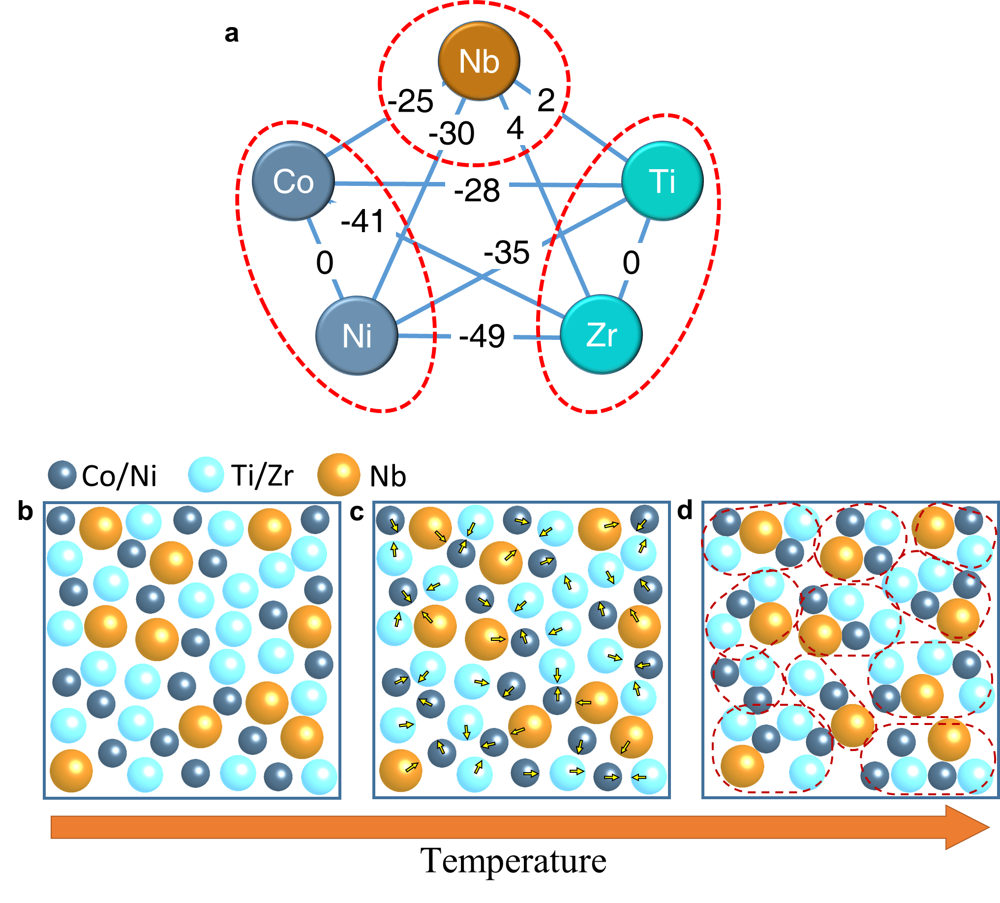 a
Nb
-25
2
-30
4
Co
-28
Ti
-41
-35
0
0
Ni
-49
Zr
Co/Ni
Ti/Zr
Nb
b
c
d
Temperature